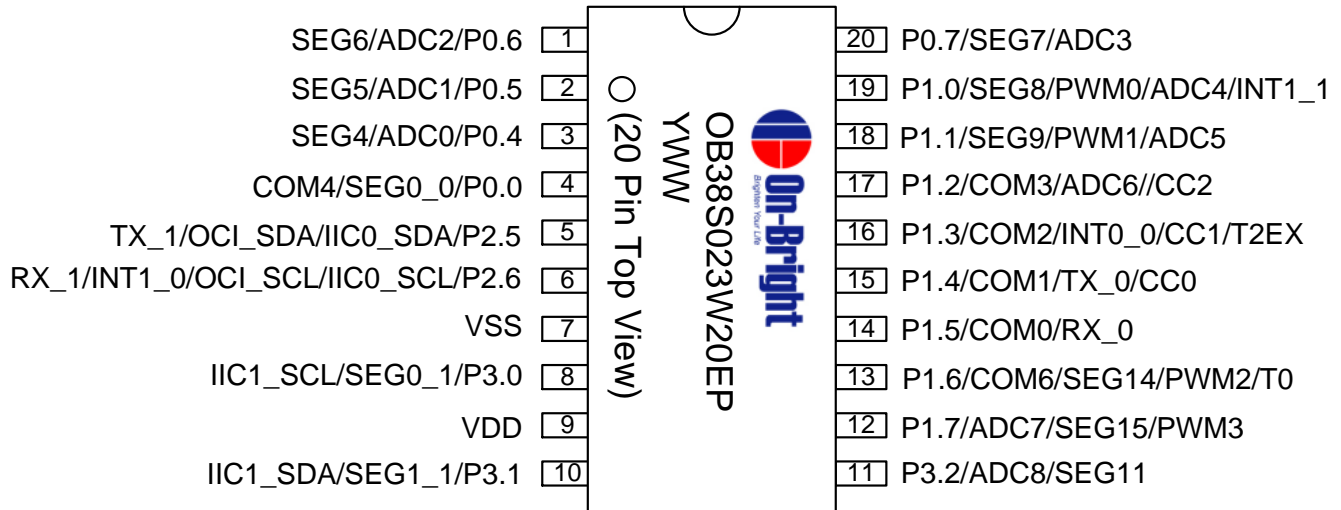 SEG6/ADC2/P0.6 1
SEG5/ADC1/P0.5 2
SEG4/ADC0/P0.4 3
COM4/SEG0_0/P0.0 4
TX_1/OCI_SDA/IIC0_SDA/P2.5 5
RX_1/INT1_0/OCI_SCL/IIC0_SCL/P2.6 6
VSS 7
IIC1_SCL/SEG0_1/P3.0 8
VDD 9
IIC1_SDA/SEG1_1/P3.1 10
On-Bright
Brighten Your Life
OB38S023W20EP
YWW
(20 Pin Top View)
20 P0.7/SEG7/ADC3
19 P1.0/SEG8/PWM0/ADC4/INT1_1
18 P1.1/SEG9/PWM1/ADC5
17 P1.2/COM3/ADC6//CC2
16 P1.3/COM2/INT0_0/CC1/T2EX
15 P1.4/COM1/TX_0/CC0
14 P1.5/COM0/RX_0
13 P1.6/COM6/SEG14/PWM2/T0
12 P1.7/ADC7/SEG15/PWM3
11 P3.2/ADC8/SEG11